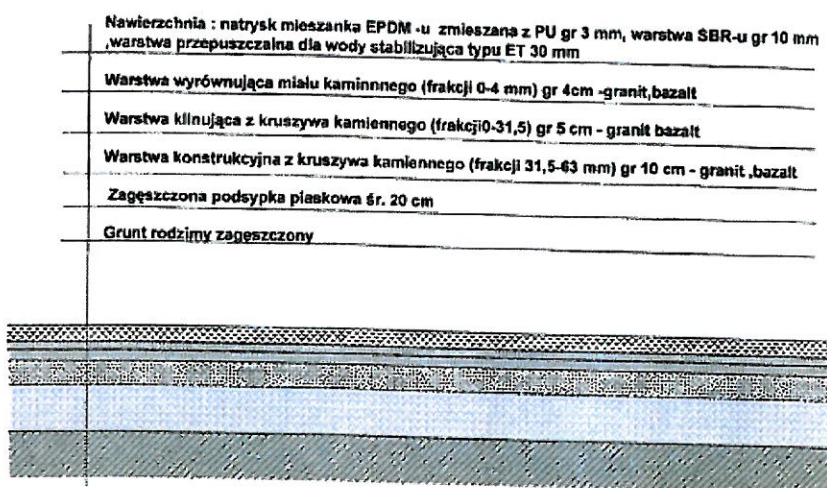 Nawierzchnia : natrysk mieszanka EPDM -u zmieszana z PU gr 3 mm, warstwa SBR-u gr 10 mm
,warstwa przepuszczalna dla wody stabilizująca typu ET 30 mm
Warstwa wyrównująca miału kaminnnego (frakcji 0-4 mm) gr 4cm -granit,bazalt
Warstwa klinująca z kruszywa kamiennego (frakcji0-31,5) gr 5 cm - granit bazalt
Warstwa konstrukcyjna z kruszywa kamiennego (frakcji 31,5-63 mm) gr 10 cm - granit ,bazalt
Zagęszczona podsypka piaskowa śr. 20 cm
Grunt rodzimy zagęszczony